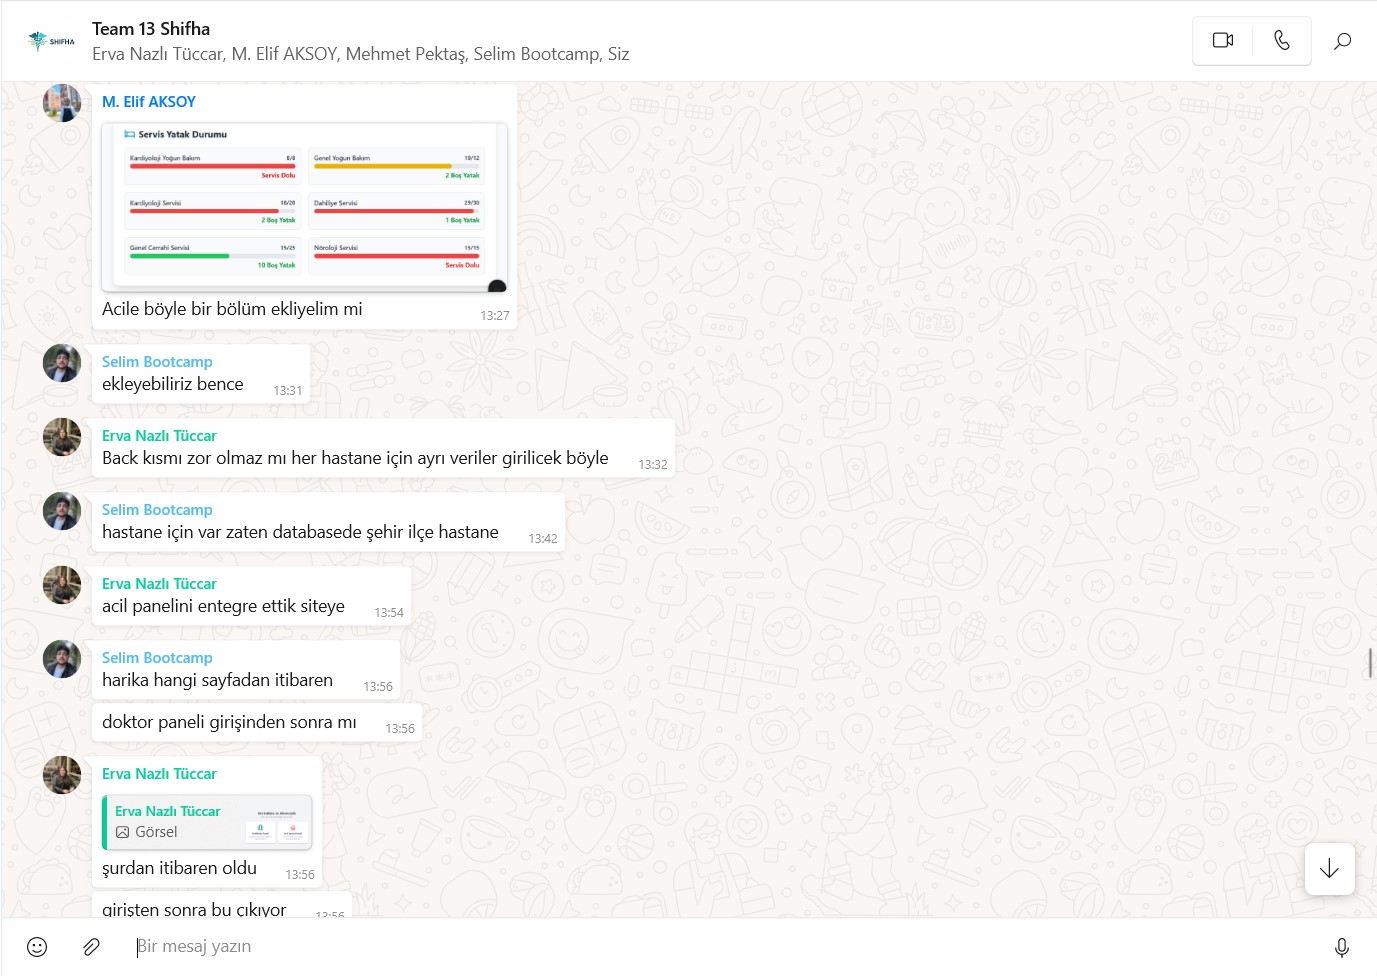 SHIFHA
Team 13 Shifha
Erva Nazlı Tüccar, M. Elif AKSOY, Mehmet Pektaş, Selim Bootcamp, Siz
M. Elif AKSOY
Servis Yatak Durumu
Kardiyoloji Yoğun Bakım 8/8
Servis Dolu
Genel Yoğun Bakım 10/12
2 Boş Yatak
Kardiyoloji Servisi 18/20
2 Boş Yatak
Dahiliye Servisi 29/30
1 Boş Yatak
Genel Cerrahi Servisi 15/25
10 Boş Yatak
Nöroloji Servisi 15/15
Servis Dolu
Acile böyle bir bölüm ekliyelim mi
13:27
Selim Bootcamp
ekleyebiliriz bence 13:31
Erva Nazlı Tüccar
Back kısmı zor olmaz mı her hastane için ayrı veriler girilicek böyle 13:32
Selim Bootcamp
hastane için var zaten databasede şehir ilçe hastane 13:42
Erva Nazlı Tüccar
acil panelini entegre ettik siteye 13:54
Selim Bootcamp
harika hangi sayfadan itibaren 13:56
doktor paneli girişinden sonra mı 13:56
Erva Nazlı Tüccar
Erva Nazlı Tüccar
Görsel
şurdan itibaren oldu 13:56
girişten sonra bu çıkıyor 13:56
Bir mesaj yazın